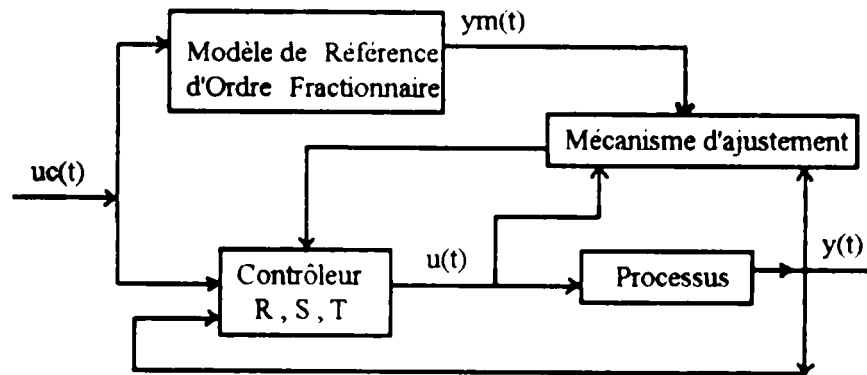 ym(t)
Modèle de Référence
d'Ordre Fractionnaire
Mécanisme d'ajustement
uc(t)
Contrôleur
R , S , T
u(t)
Processus
y(t)